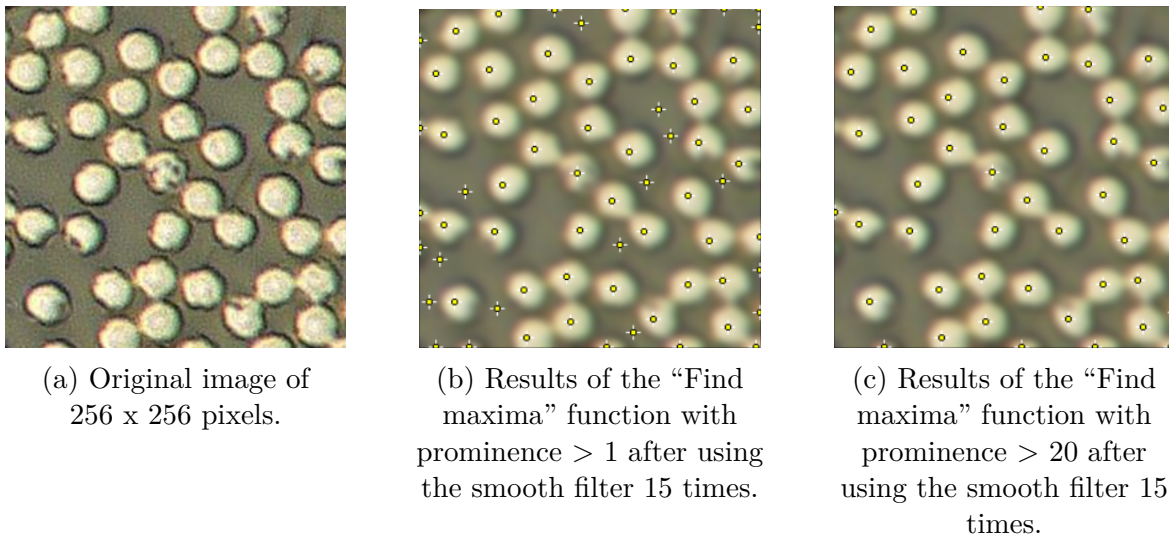 (a) Original image of
256 x 256 pixels.
(b) Results of the “Find
maxima” function with
prominence > 1 after using
the smooth filter 15 times.
(c) Results of the “Find
maxima” function with
prominence > 20 after
using the smooth filter 15
times.